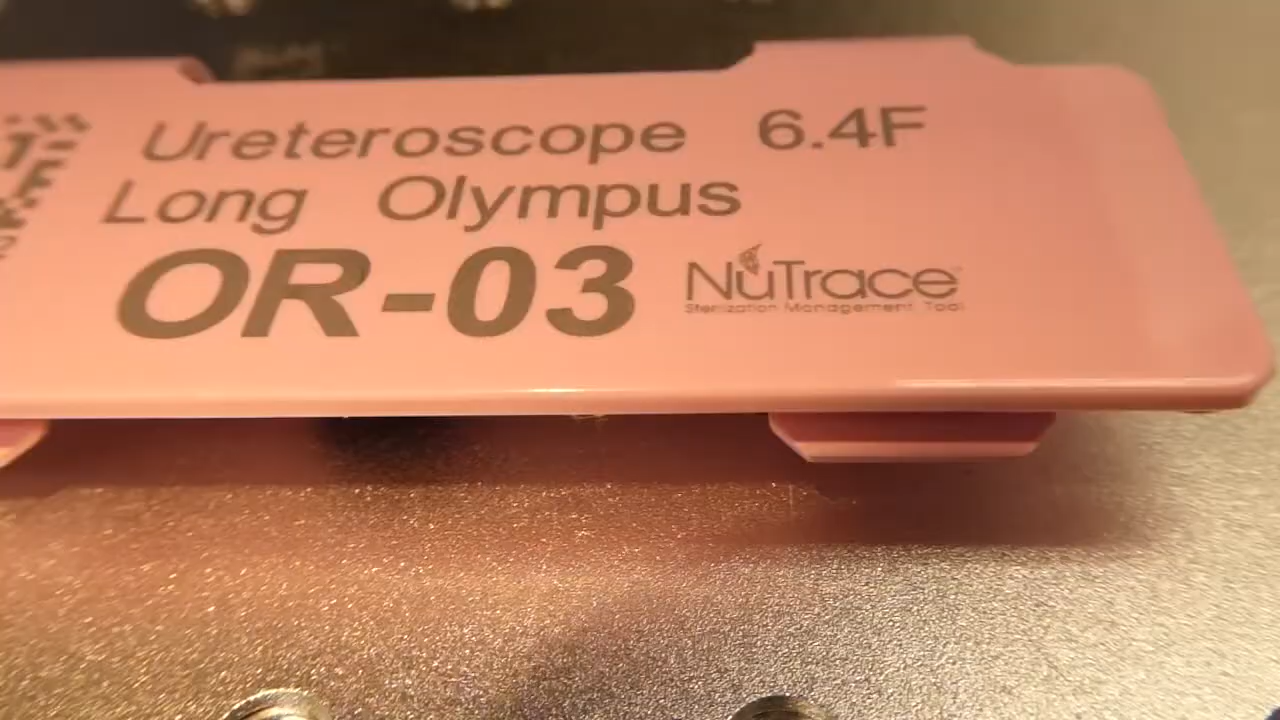 Ureteroscope 6.4F
Long Olympus
OR-03
NuTrace
Sterilization Management Tool